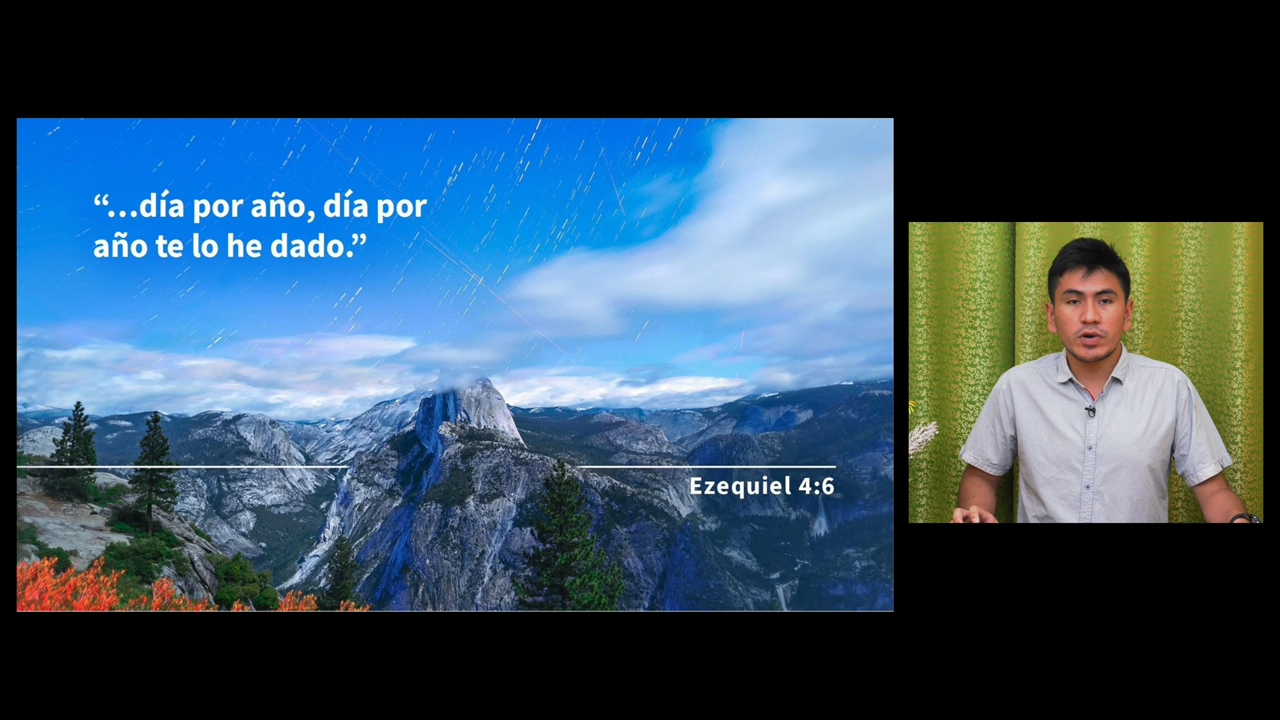 “...día por año, día por
año te lo he dado.”
Ezequiel 4:6